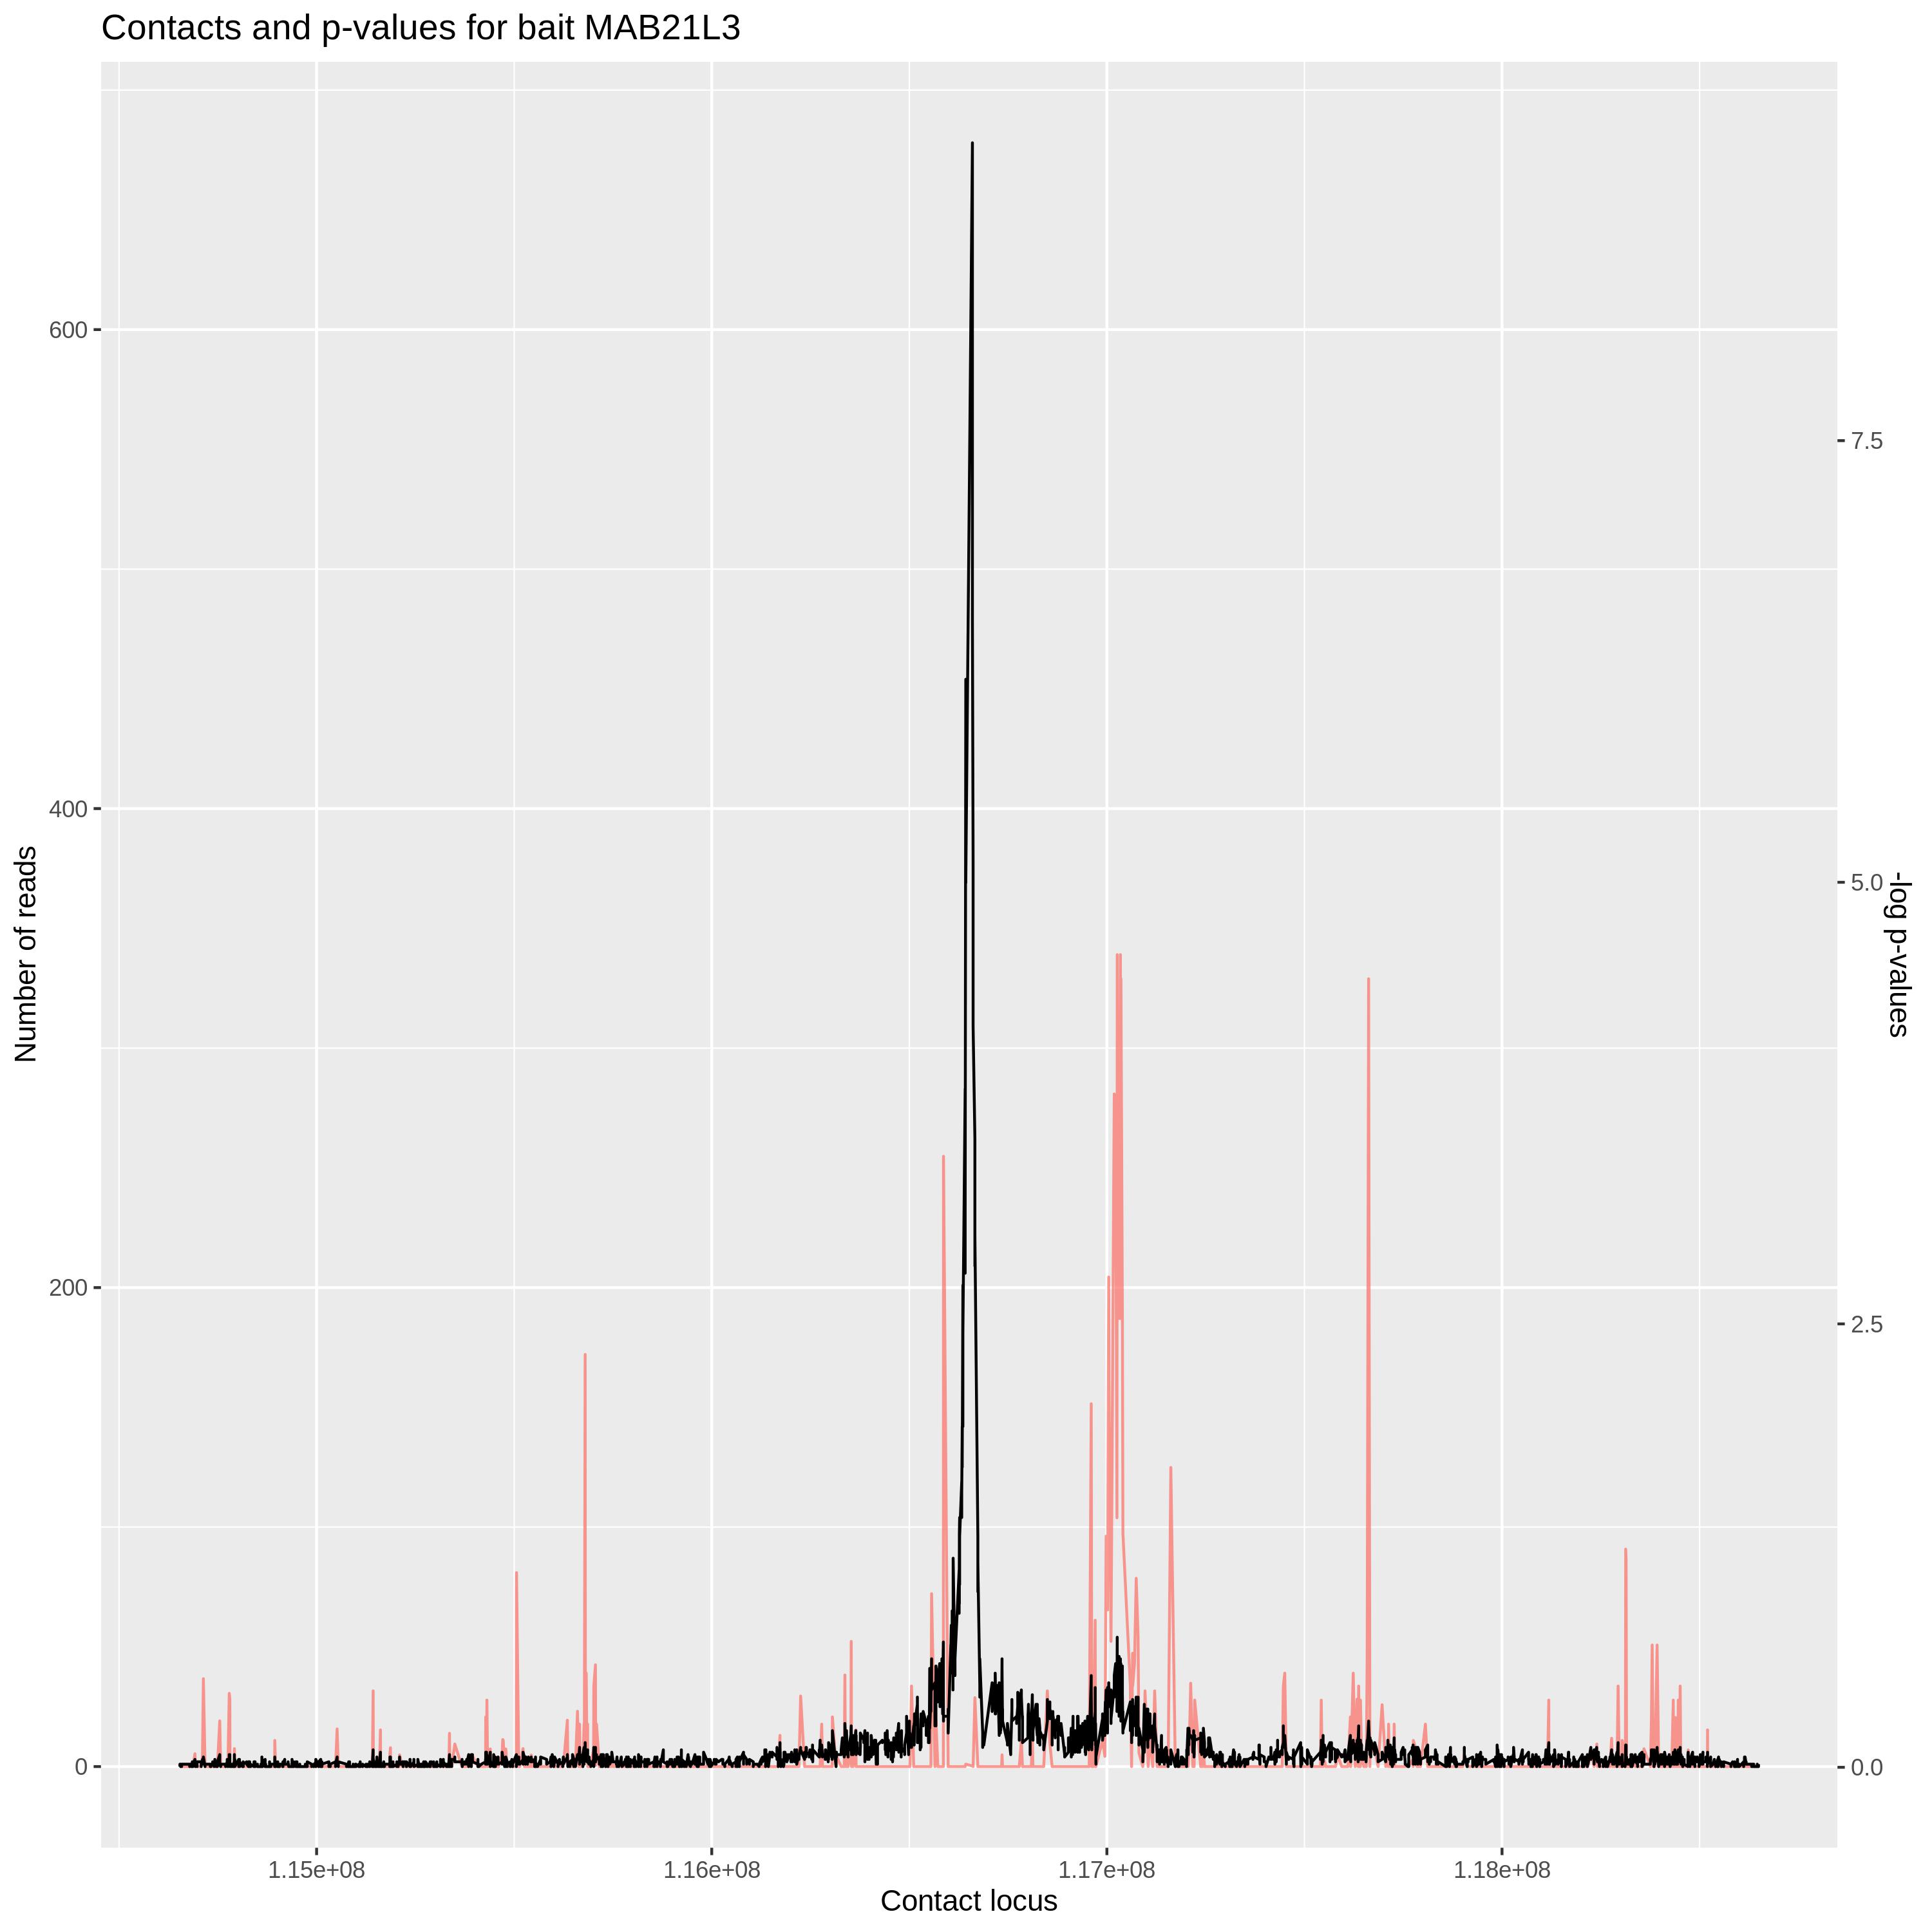 Contacts and p-values for bait MAB21L3
Number of reads
600
400
200
0
7.5
5.0
2.5
0.0
-log p-values
1.15e+08
1.16e+08
1.17e+08
1.18e+08
Contact locus